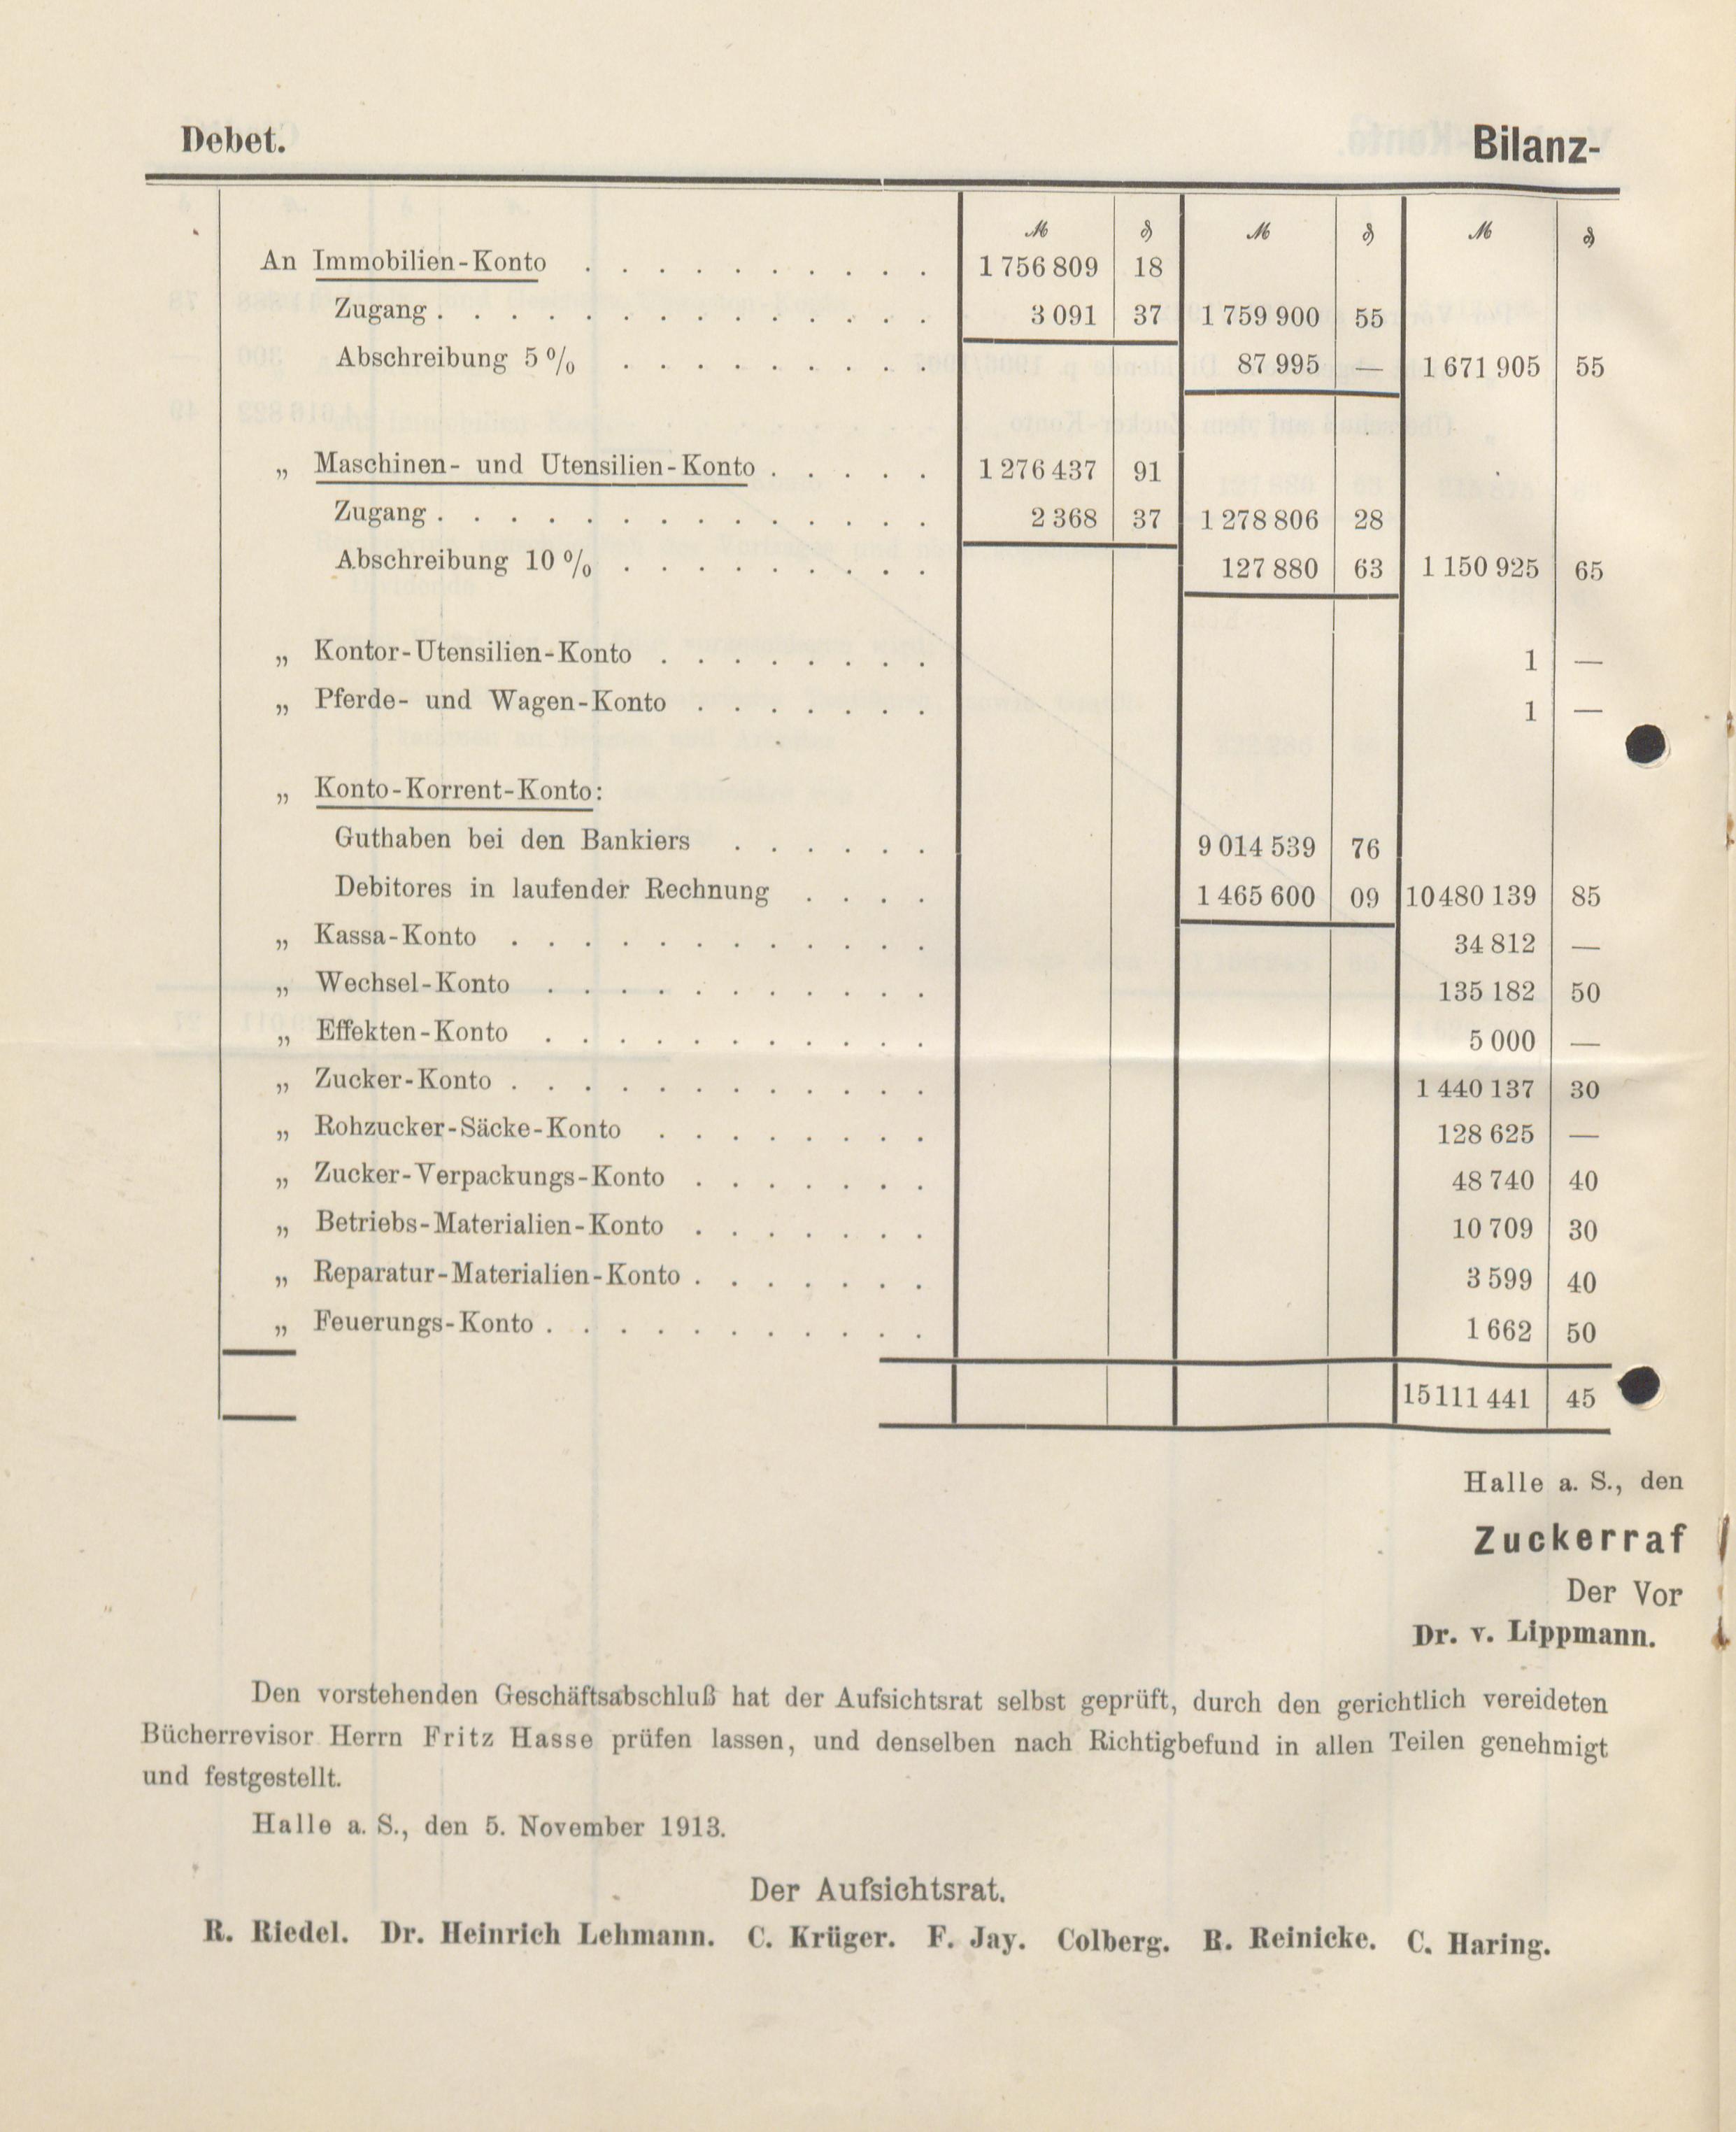 Debet. Bilanz-
ℳ ₰ ℳ ₰ ℳ ₰
An Immobilien-Konto . . . . . . . . . . 1 756 809 18
Zugang . . . . . . . . . . . . . . 3 091 37 1 759 900 55
Abschreibung 5 % . . . . . . . . . 87 995 — 1 671 905 55
„ Maschinen- und Utensilien-Konto . . . . . 1 276 437 91
Zugang . . . . . . . . . . . . . . 2 368 37 1 278 806 28
Abschreibung 10 % . . . . . . . . . 127 880 63 1 150 925 65
„ Kontor-Utensilien-Konto . . . . . . . . 1 —
„ Pferde- und Wagen-Konto . . . . . . . 1 —
„ Konto-Korrent-Konto:
Guthaben bei den Bankiers . . . . . . 9 014 539 76
Debitores in laufender Rechnung . . . . 1 465 600 09 10 480 139 85
„ Kassa-Konto . . . . . . . . . . . . 34 812 —
„ Wechsel-Konto . . . . . . . . . . . 135 182 50
„ Effekten-Konto . . . . . . . . . . . 5 000 —
„ Zucker-Konto . . . . . . . . . . . . 1 440 137 30
„ Rohzucker-Säcke-Konto . . . . . . . . 128 625 —
„ Zucker-Verpackungs-Konto . . . . . . . 48 740 40
„ Betriebs-Materialien-Konto . . . . . . . 10 709 30
„ Reparatur-Materialien-Konto . . . . . . . 3 599 40
„ Feuerungs-Konto . . . . . . . . . . . 1 662 50
15 111 441 45
Halle a. S., den
Zuckerraf
Der Vor
Dr. v. Lippmann.
Den vorstehenden Geschäftsabschluß hat der Aufsichtsrat selbst geprüft, durch den gerichtlich vereideten
Bücherrevisor Herrn Fritz Hasse prüfen lassen, und denselben nach Richtigbefund in allen Teilen genehmigt
und festgestellt.
Halle a. S., den 5. November 1913.
Der Aufsichtsrat.
R. Riedel. Dr. Heinrich Lehmann. C. Krüger. F. Jay. Colberg. R. Reinicke. C. Haring.